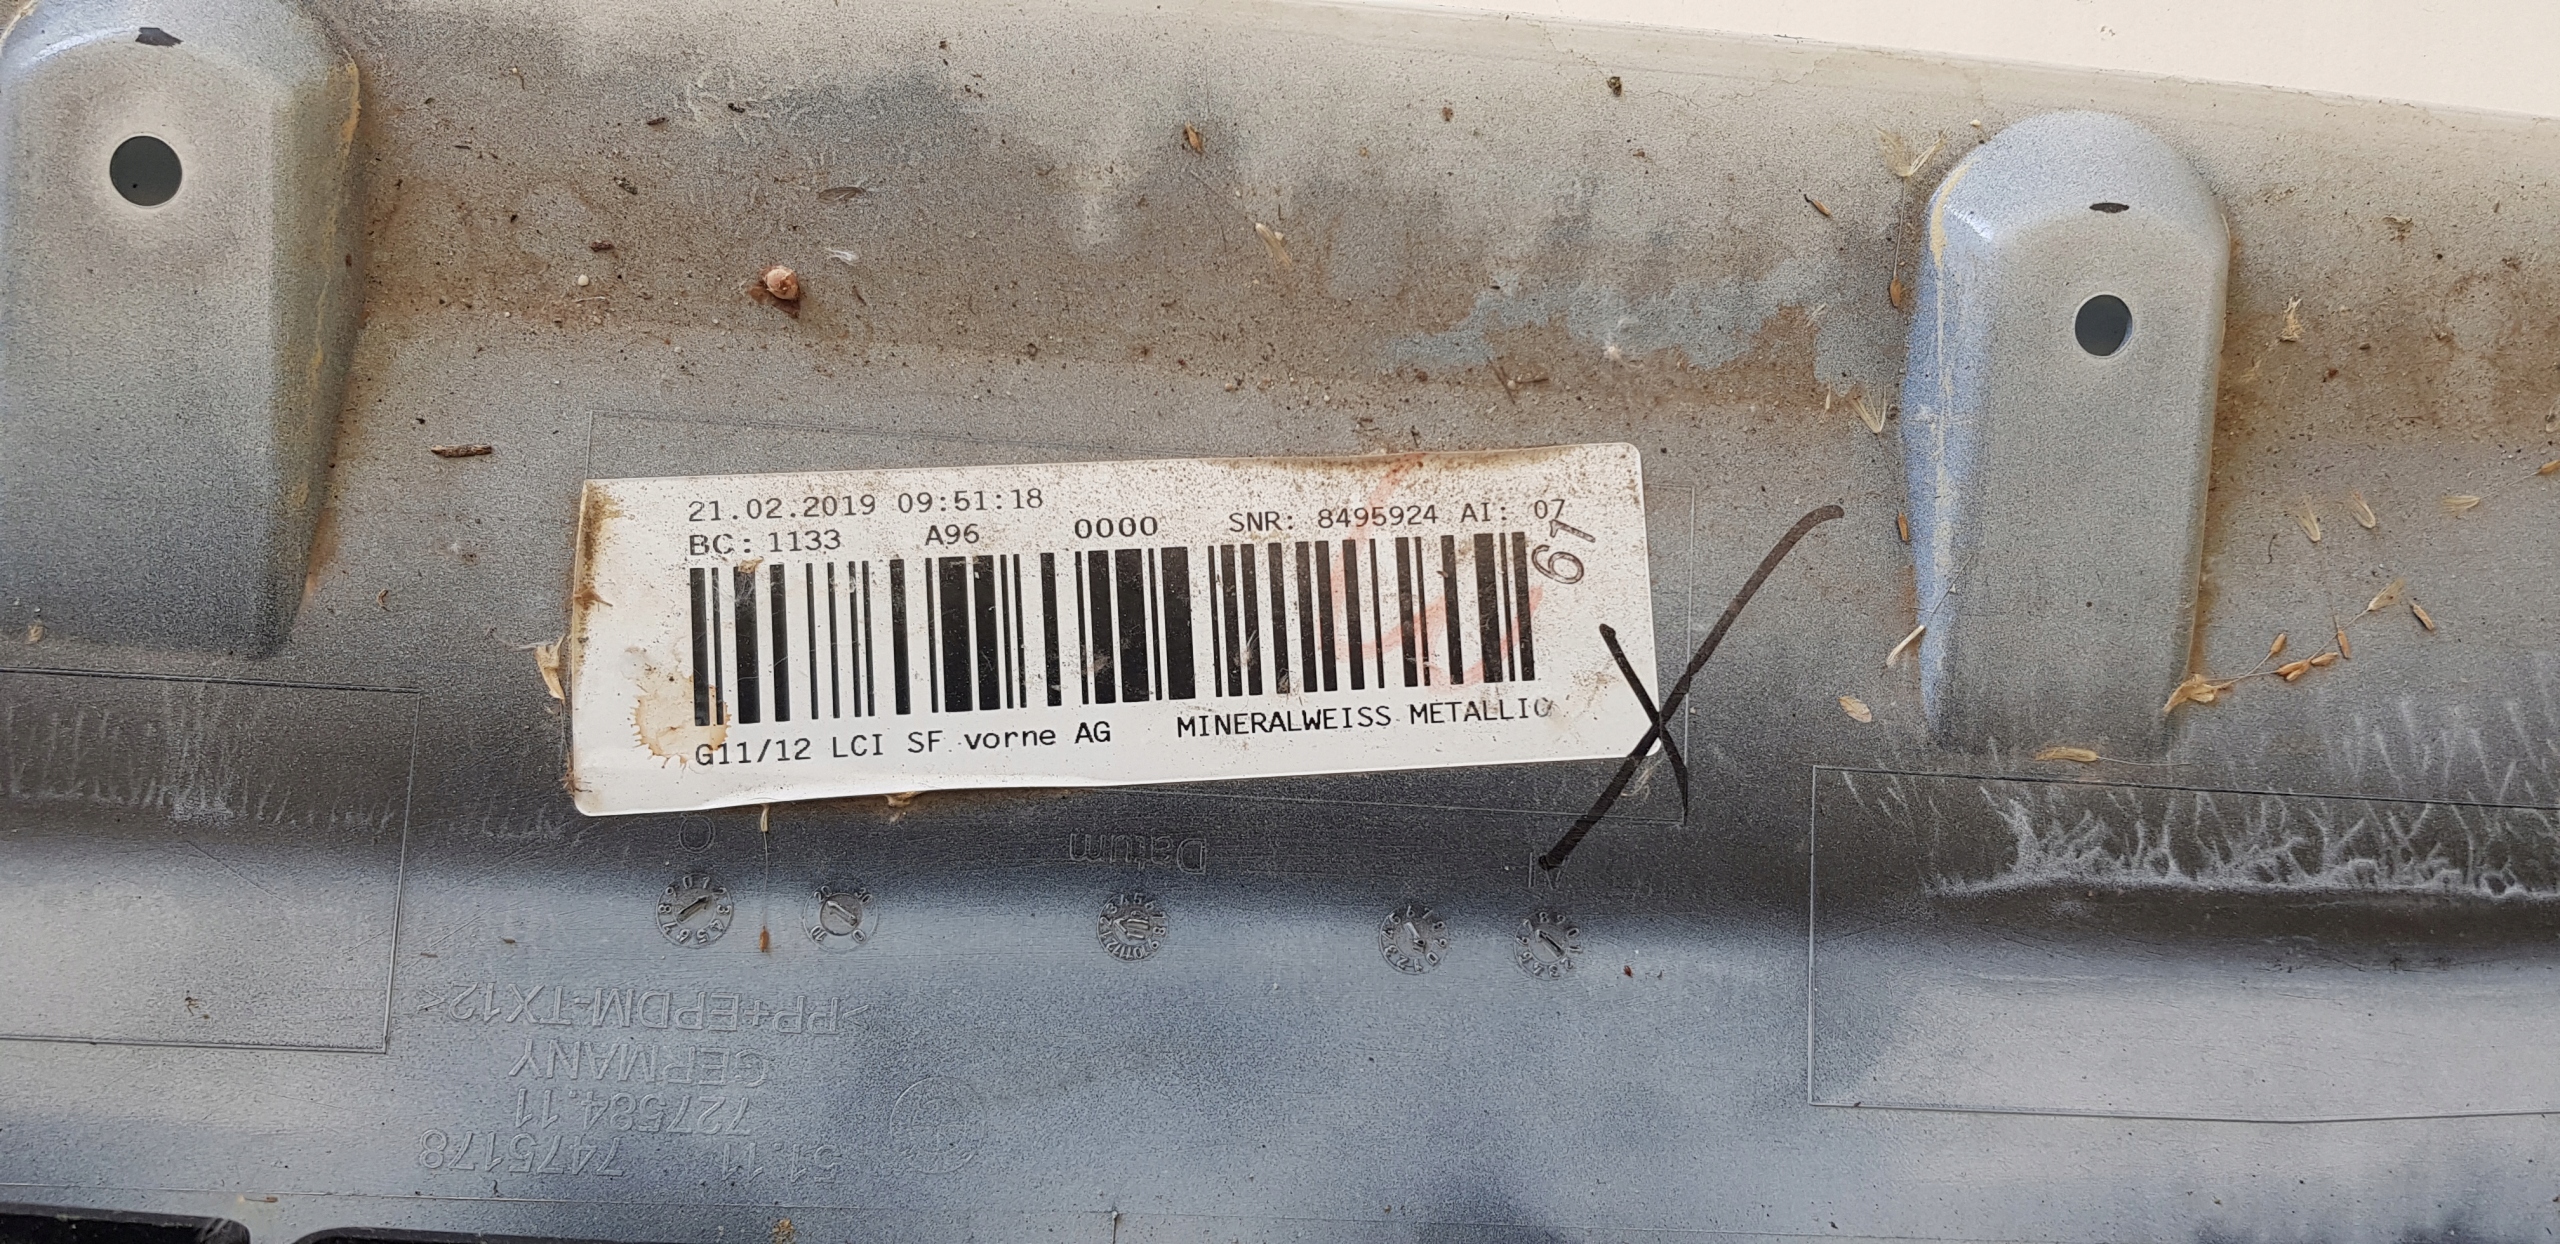 21.02.2019 09:51:18
BC: 1133 A96 0000 SNR: 8495924 AI: 07
67
G11/12 LCI SF vorne AG MINERALWEISS METALLIC
Datum
>PP+EPDM-TX12<
GERMANY
727584.11
51.11 7475178